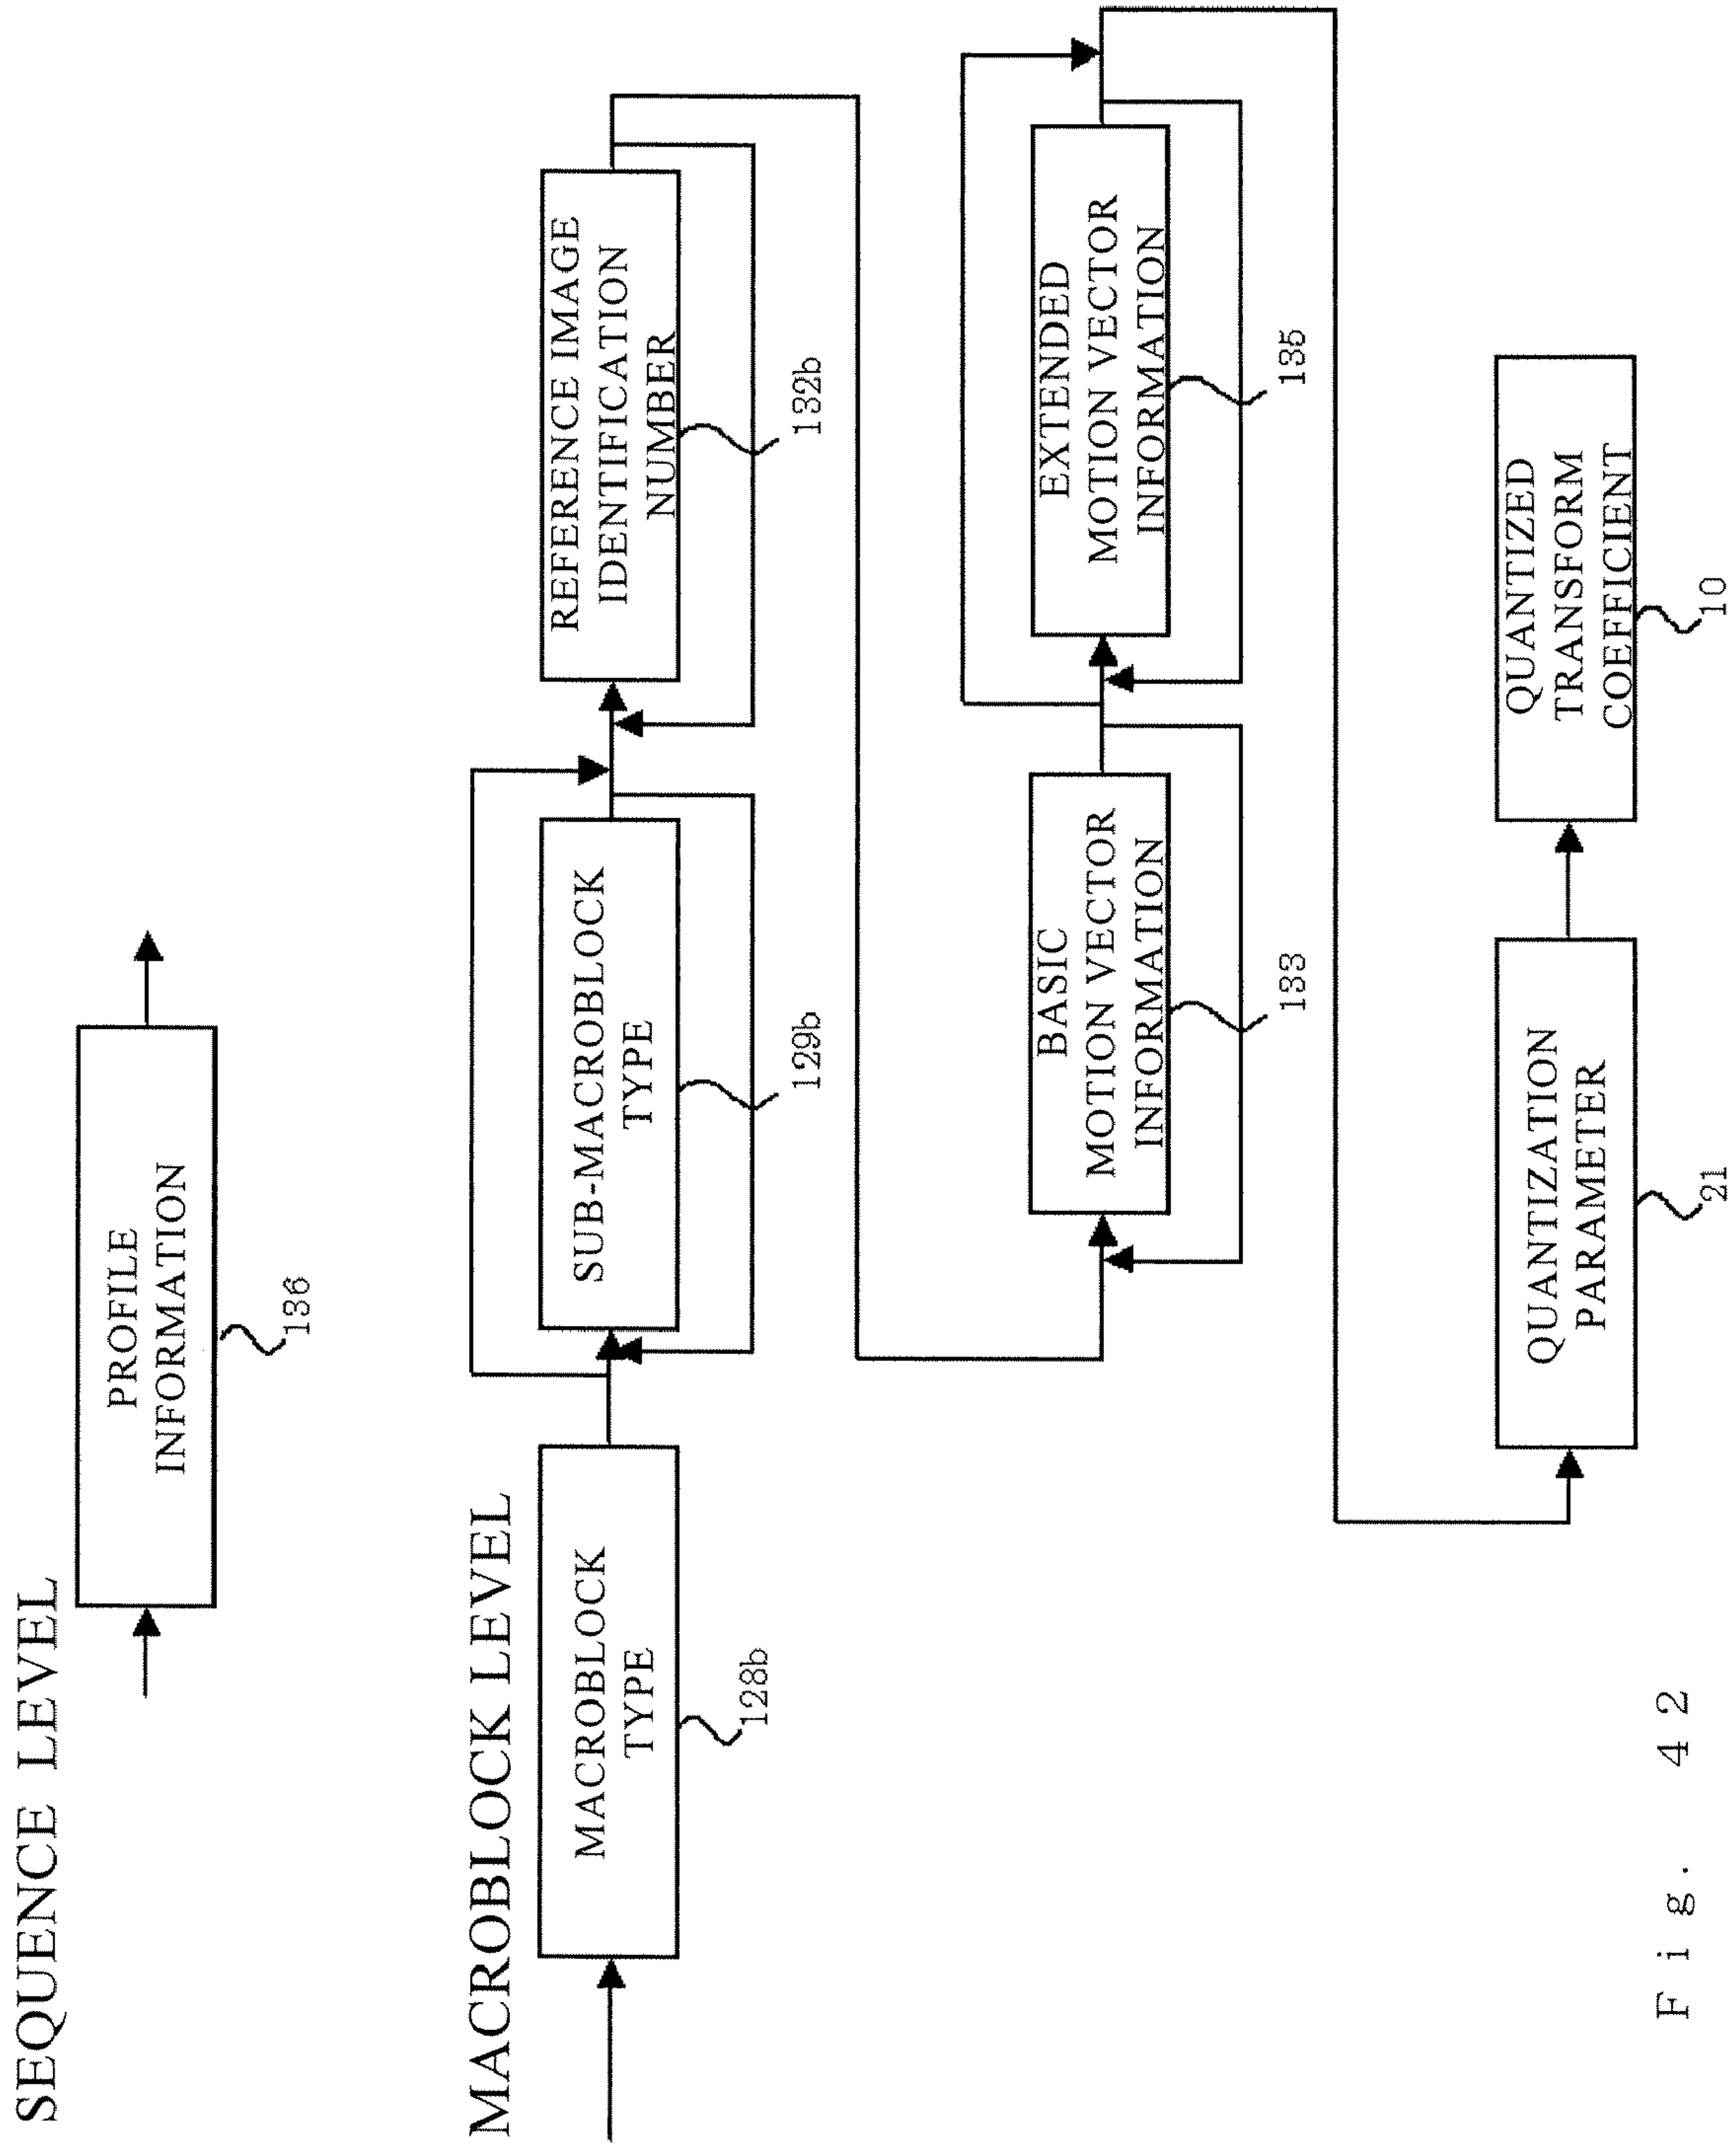 SEQUENCE LEVEL
PROFILE
INFORMATION
136
MACROBLOCK LEVEL
MACROBLOCK
TYPE
128b
SUB-MACROBLOCK
TYPE
129b
REFERENCE IMAGE
IDENTIFICATION
NUMBER
132b
BASIC
MOTION VECTOR
INFORMATION
133
EXTENDED
MOTION VECTOR
INFORMATION
135
QUANTIZATION
PARAMETER
21
QUANTIZED
TRANSFORM
COEFFICIENT
10
Fig. 42